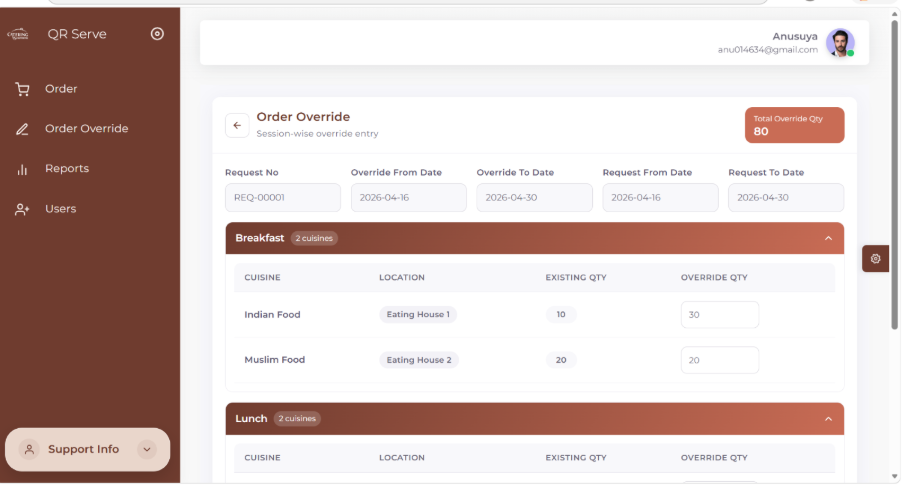 QR Serve
Order
Order Override
Reports
Users
Support Info
Anusuya
anu014634@gmail.com
Order Override
Session-wise override entry
Total Override Qty
80
Request No
Override From Date
Override To Date
Request From Date
Request To Date
REQ-00001
2026-04-16
2026-04-30
2026-04-16
2026-04-30
Breakfast 2 cuisines
CUISINE LOCATION EXISTING QTY OVERRIDE QTY
Indian Food Eating House 1 10 30
Muslim Food Eating House 2 20 20
Lunch 2 cuisines
CUISINE LOCATION EXISTING QTY OVERRIDE QTY